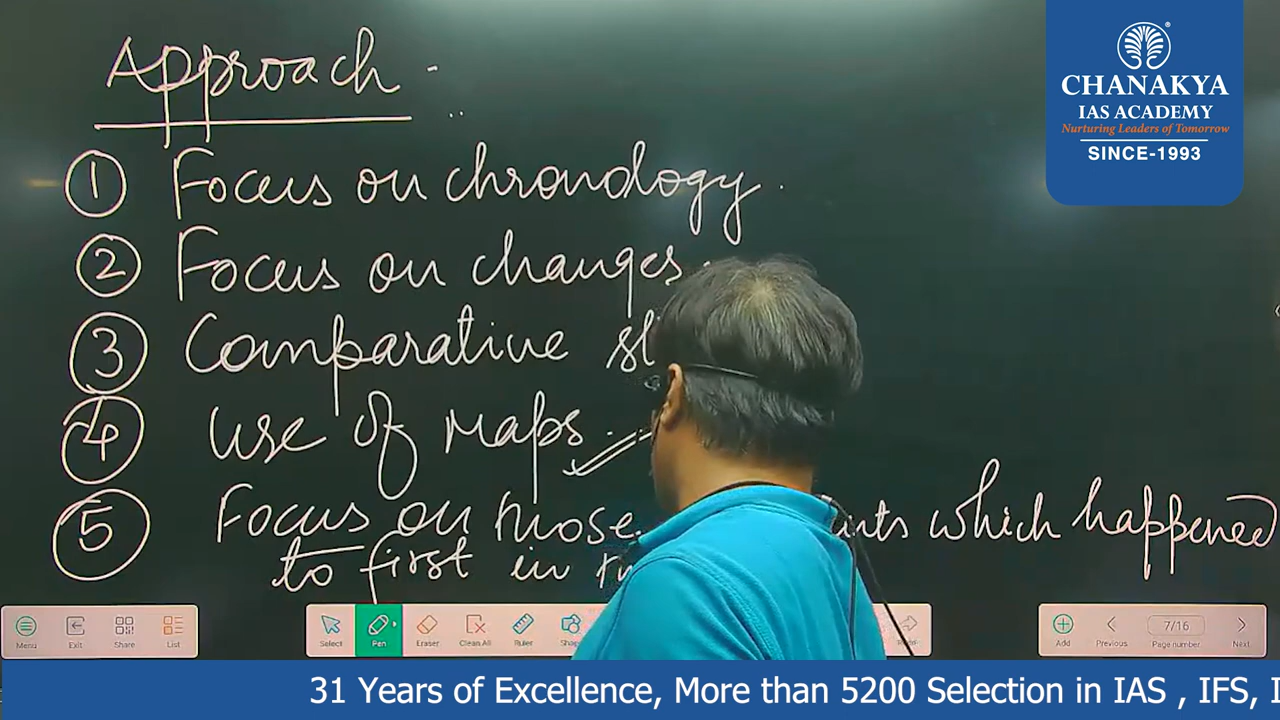 Approach -
① Focus on chronology.
② Focus on changes.
③ Comparative
④ Use of Maps.
⑤ Focus on those which happened
to first in
CHANAKYA
IAS ACADEMY
Nurturing Leaders of Tomorrow
SINCE-1993
Menu Exit Share List Select Pen Eraser Clean All Ruler Add Previous 7/16 Page number Next
31 Years of Excellence, More than 5200 Selection in IAS , IFS,